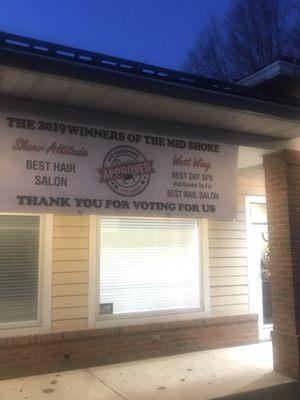 THE 2019 WINNERS OF THE MID SHORE
Shear Attitude
BEST HAIR
SALON
APPROVED
West Wing
BEST DAY SPA
And Runner Up For
BEST NAIL SALON
THANK YOU FOR VOTING FOR US